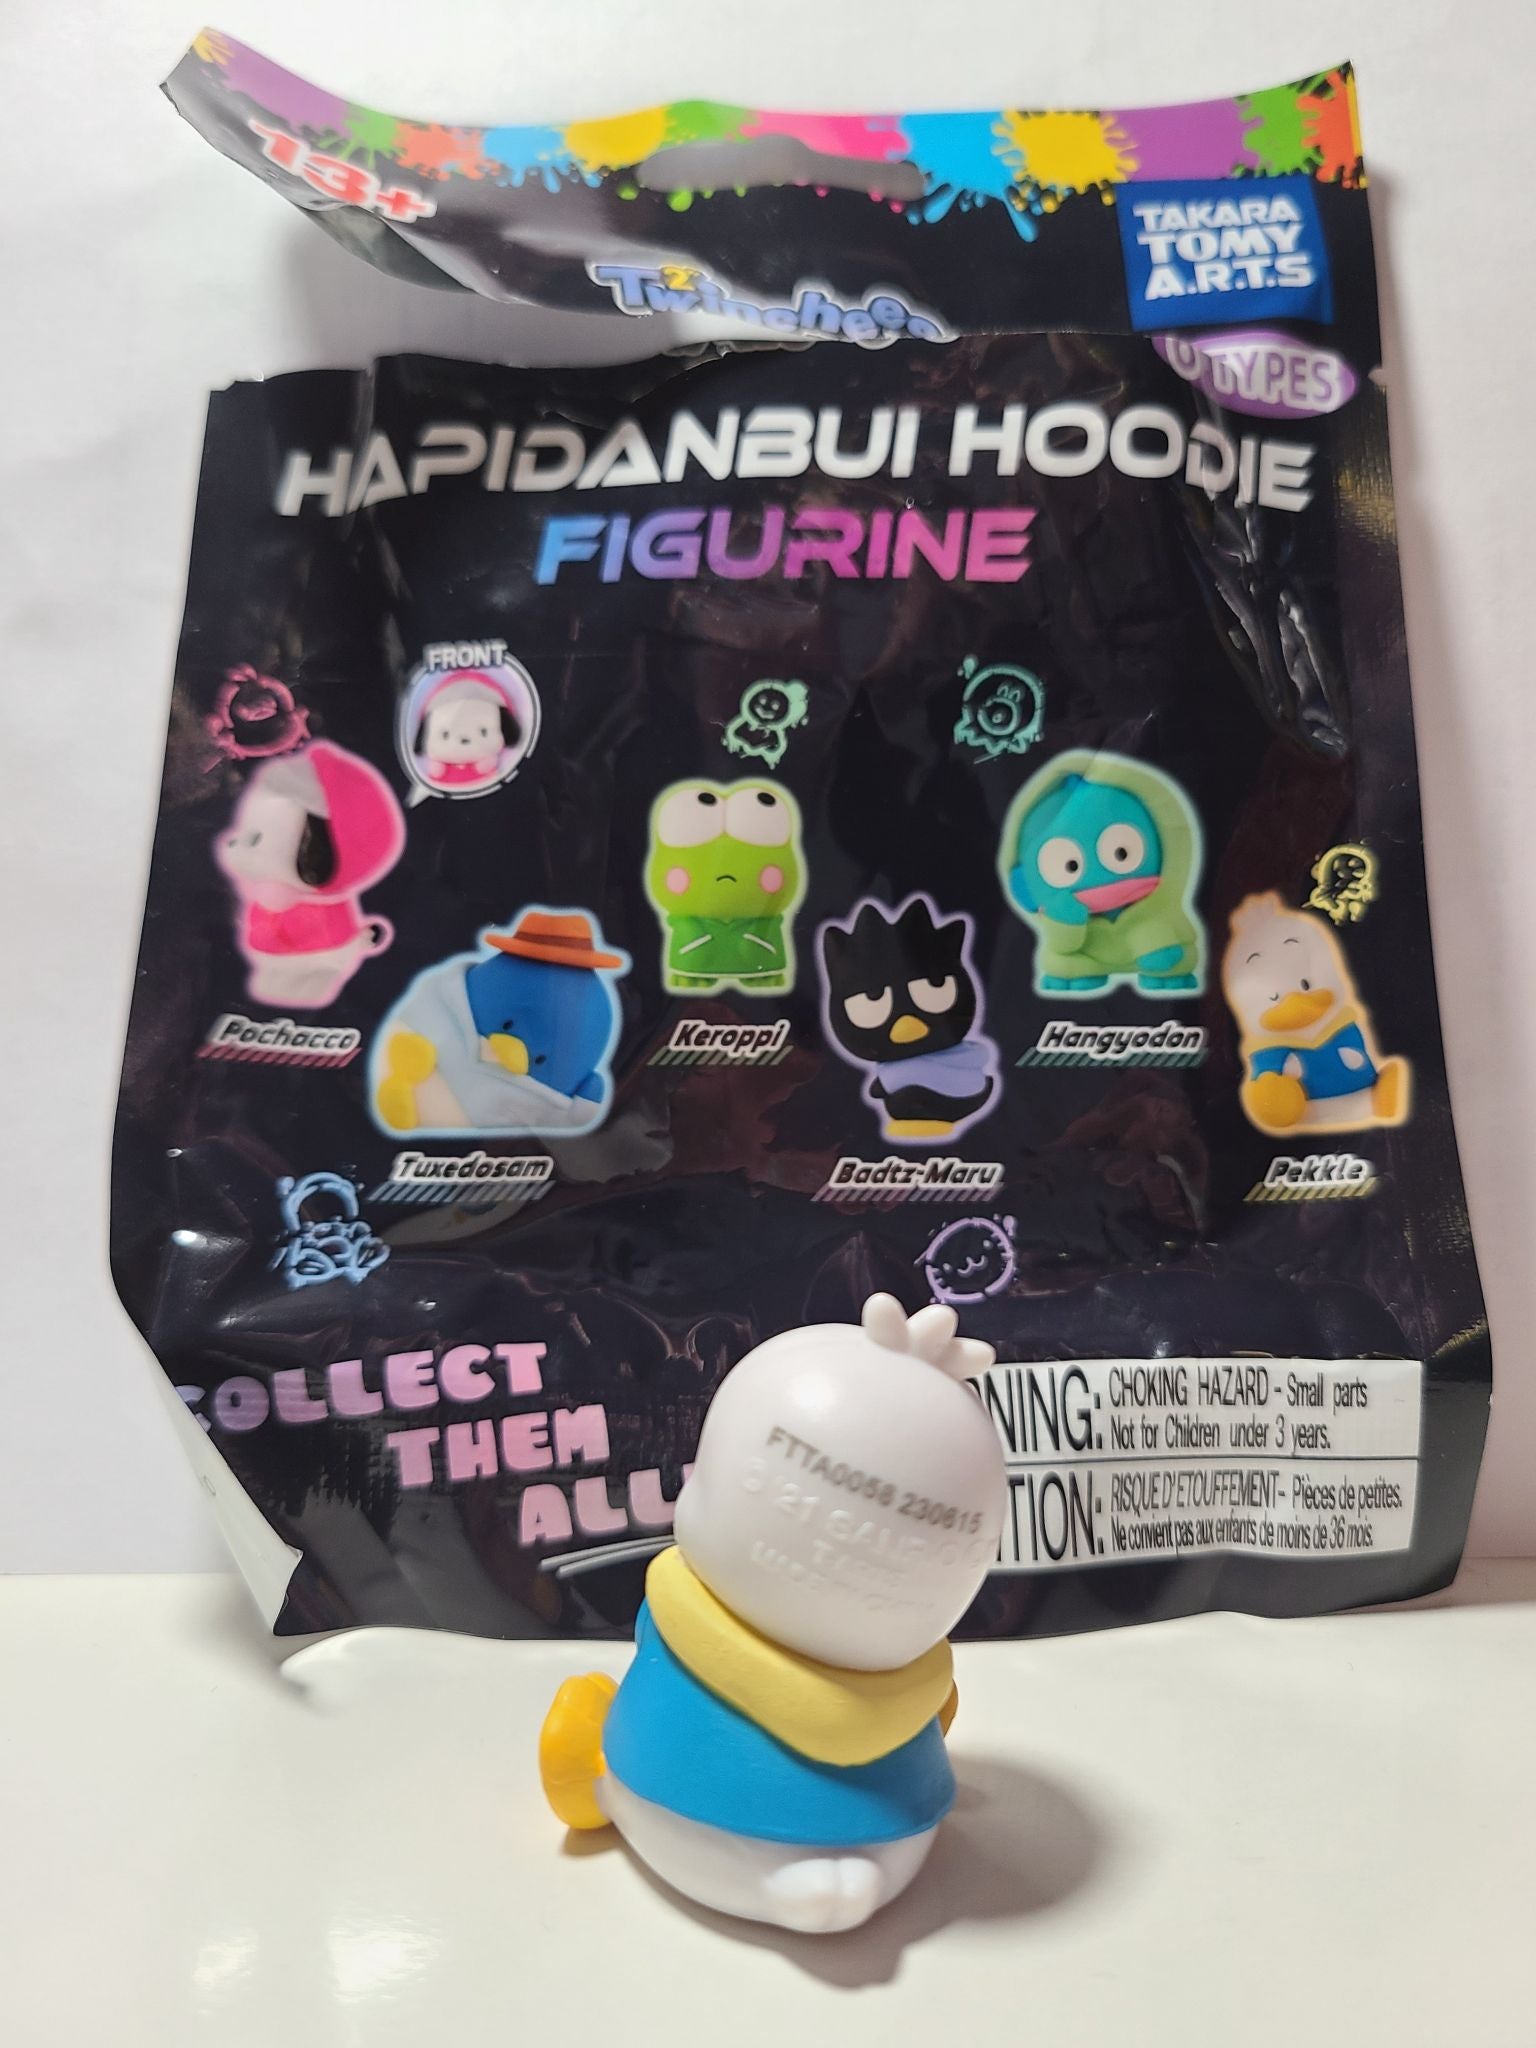 13+
TAKARA
TOMY
A.R.T.S
Twinchees
TYPES
HAPIDANBUI HOODIE
FIGURINE
FRONT
Pochacco
Keroppi
Hangyodon
Tuxedosam
Badtz-Maru
Pekkle
COLLECT
THEM
ALL
NING: CHOKING HAZARD - Small parts
Not for Children under 3 years.
TION: RISQUE D'ETOUFFEMENT- Pièces de petites.
Ne convient pas aux enfants de moins de 36 mois.
FTTA0058 230615
'21